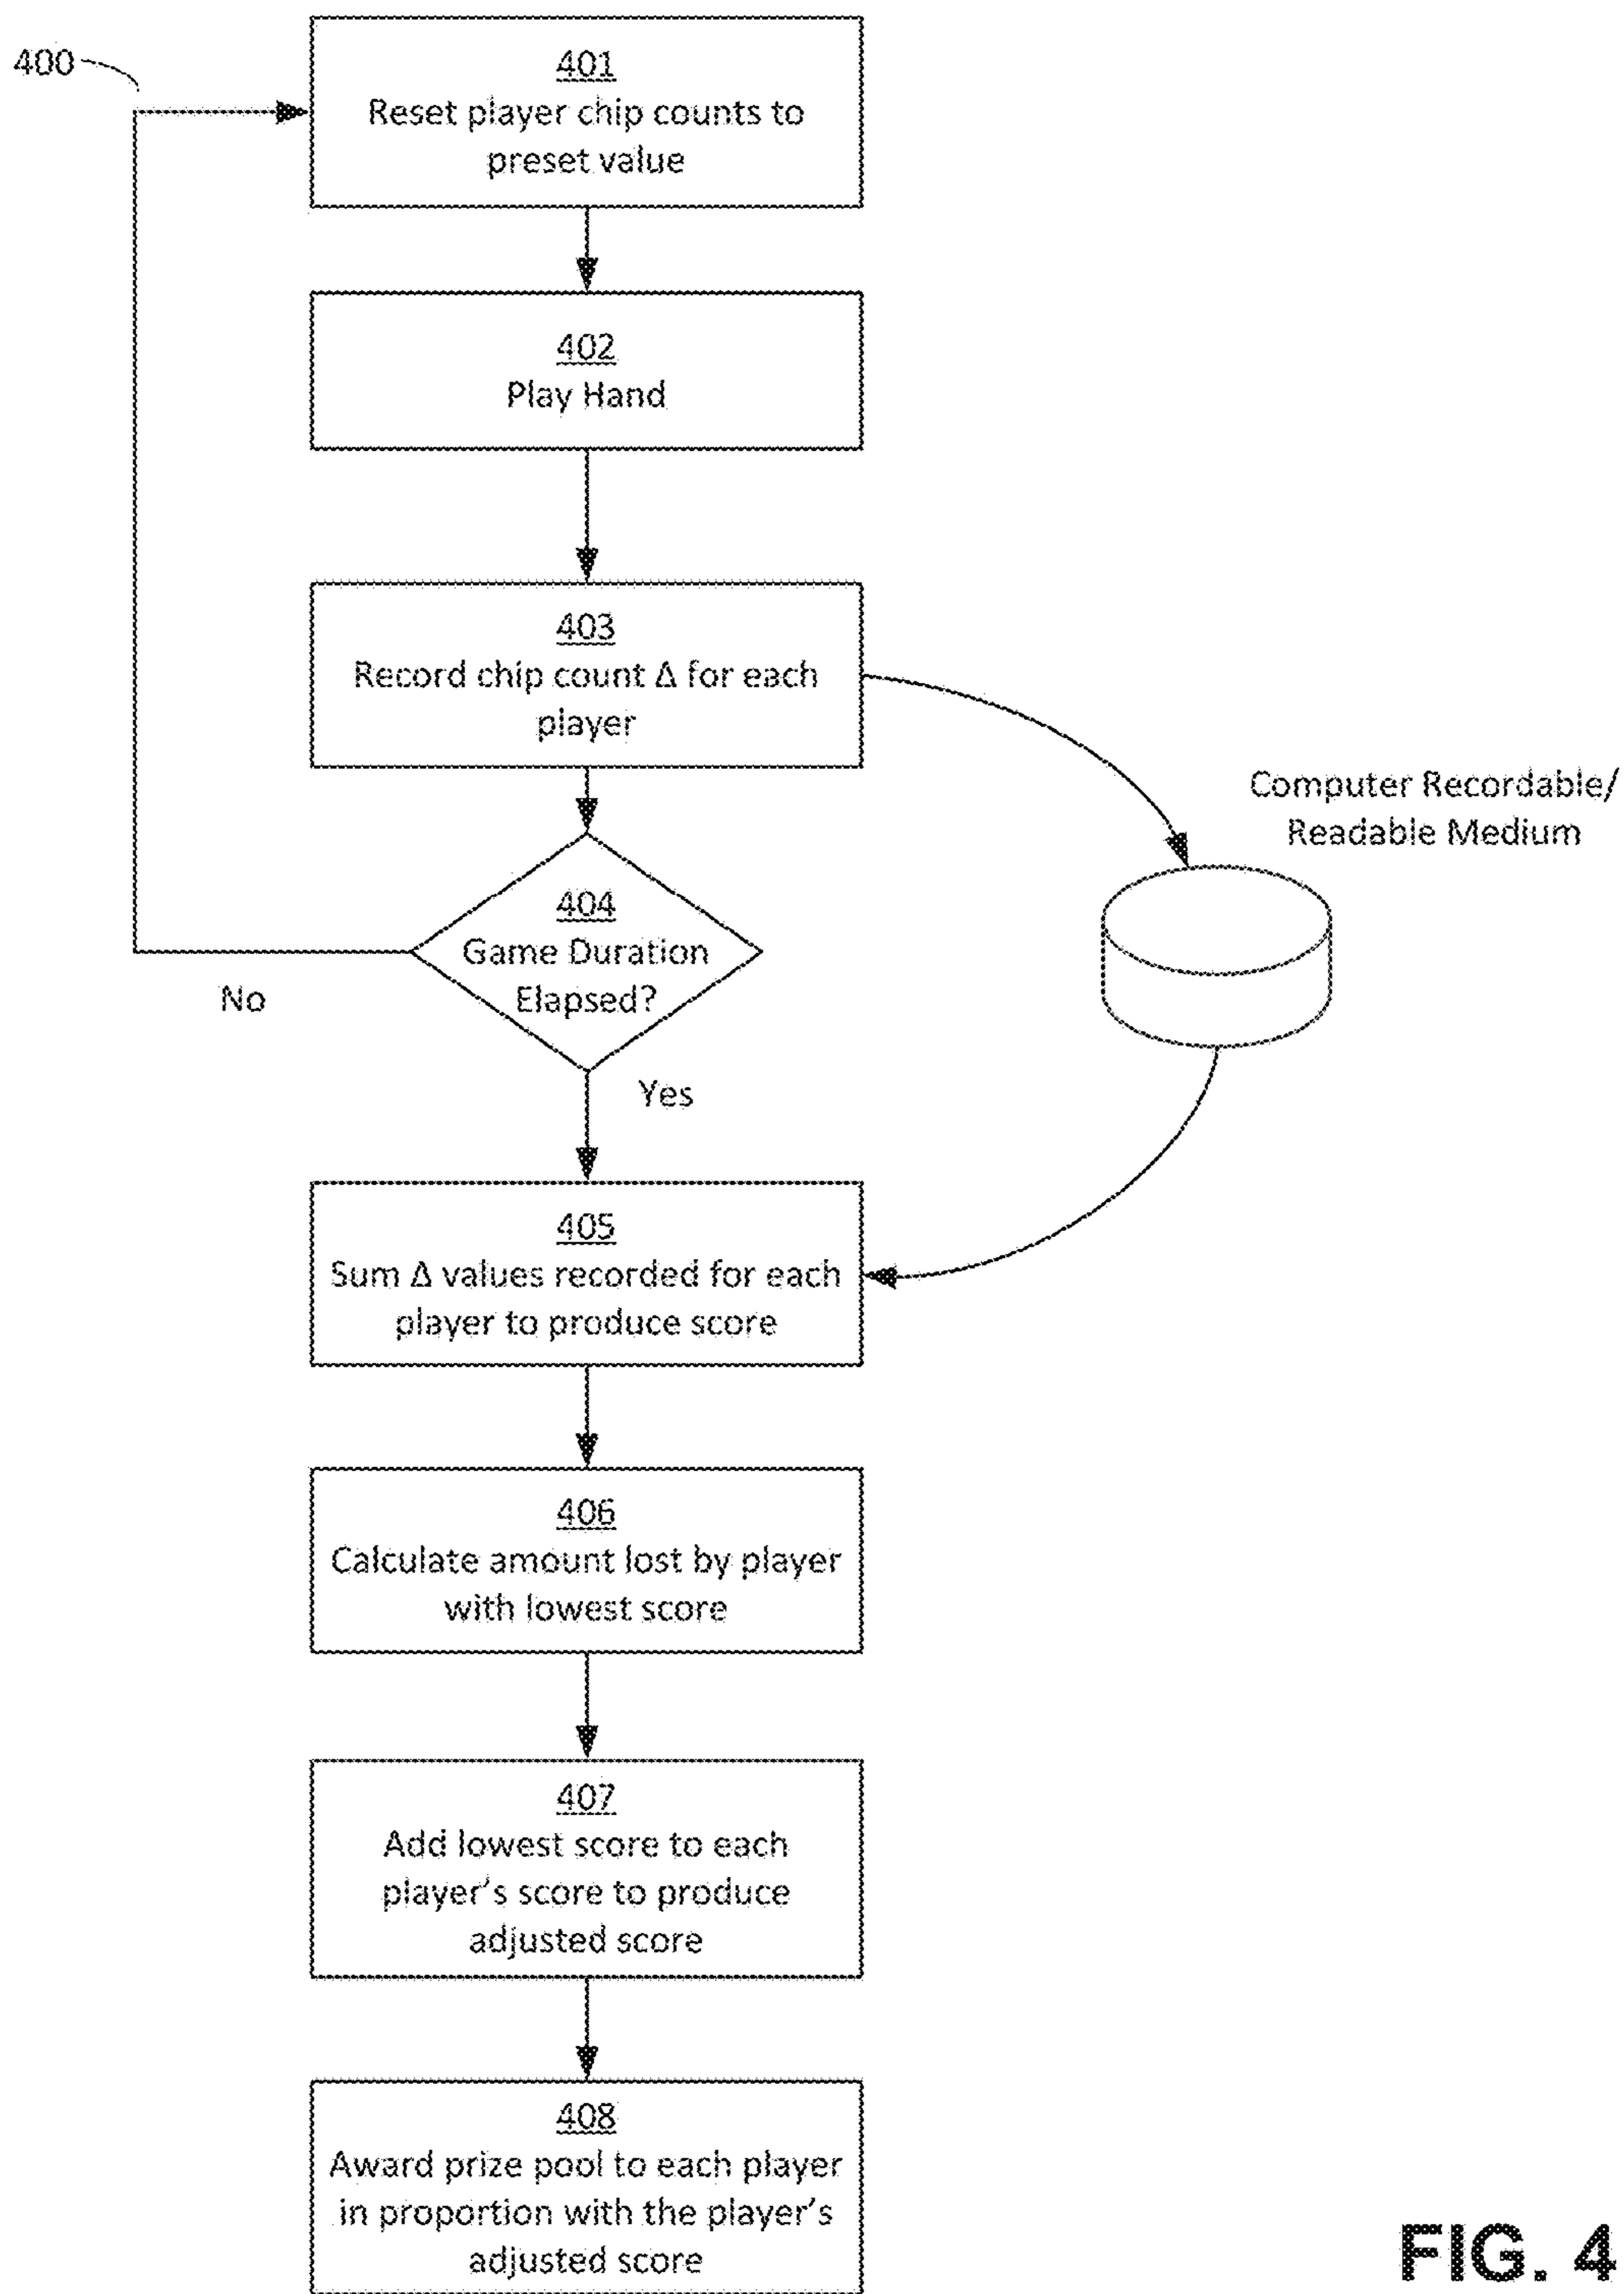 400
401
Reset player chip counts to
preset value
402
Play Hand
403
Record chip count Δ for each
player
Computer Recordable/
Readable Medium
404
Game Duration
Elapsed?
No
Yes
405
Sum Δ values recorded for each
player to produce score
406
Calculate amount lost by player
with lowest score
407
Add lowest score to each
player's score to produce
adjusted score
408
Award prize pool to each player
in proportion with the player's
adjusted score
FIG. 4